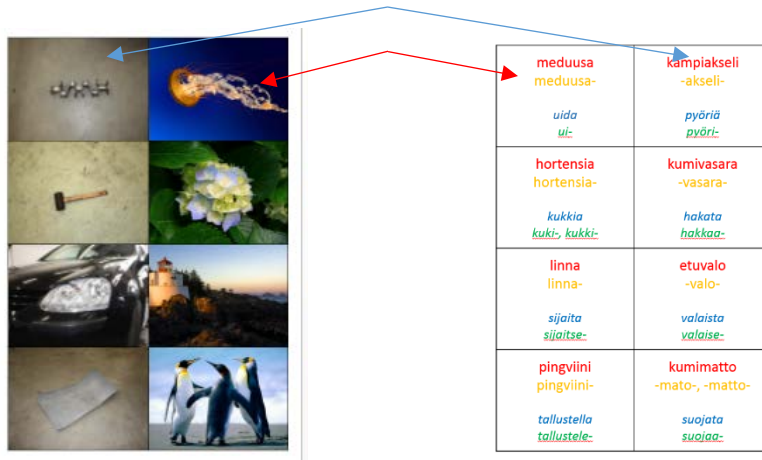 meduusa
meduusa-
uida
ui-
kampiakseli
-akseli-
pyöriä
pyöri-
hortensia
hortensia-
kukkia
kuki-, kukki-
kumivasara
-vasara-
hakata
hakkaa-
linna
linna-
sijaita
sijaitse-
etuvalo
-valo-
valaista
valaise-
pingviini
pingviini-
tallustella
tallustele-
kumimatto
-mato-, -matto-
suojata
suojaa-